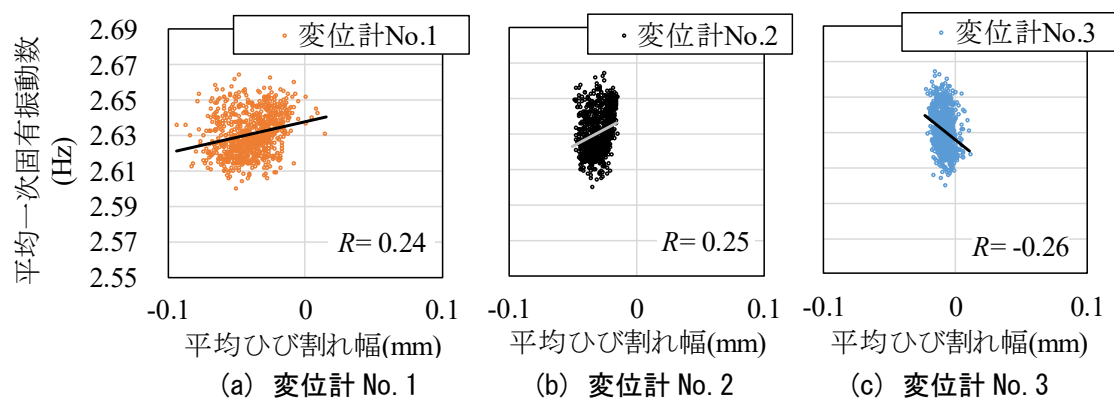 平均一次固有振動数
(Hz)
2.69
2.67
2.65
2.63
2.61
2.59
2.57
2.55
変位計No.1
R= 0.24
-0.1
0
0.1
平均ひび割れ幅(mm)
(a) 変位計 No.1
変位計No.2
R= 0.25
-0.1
0
0.1
平均ひび割れ幅(mm)
(b) 変位計 No.2
変位計No.3
R= -0.26
-0.1
0
0.1
平均ひび割れ幅(mm)
(c) 変位計 No.3